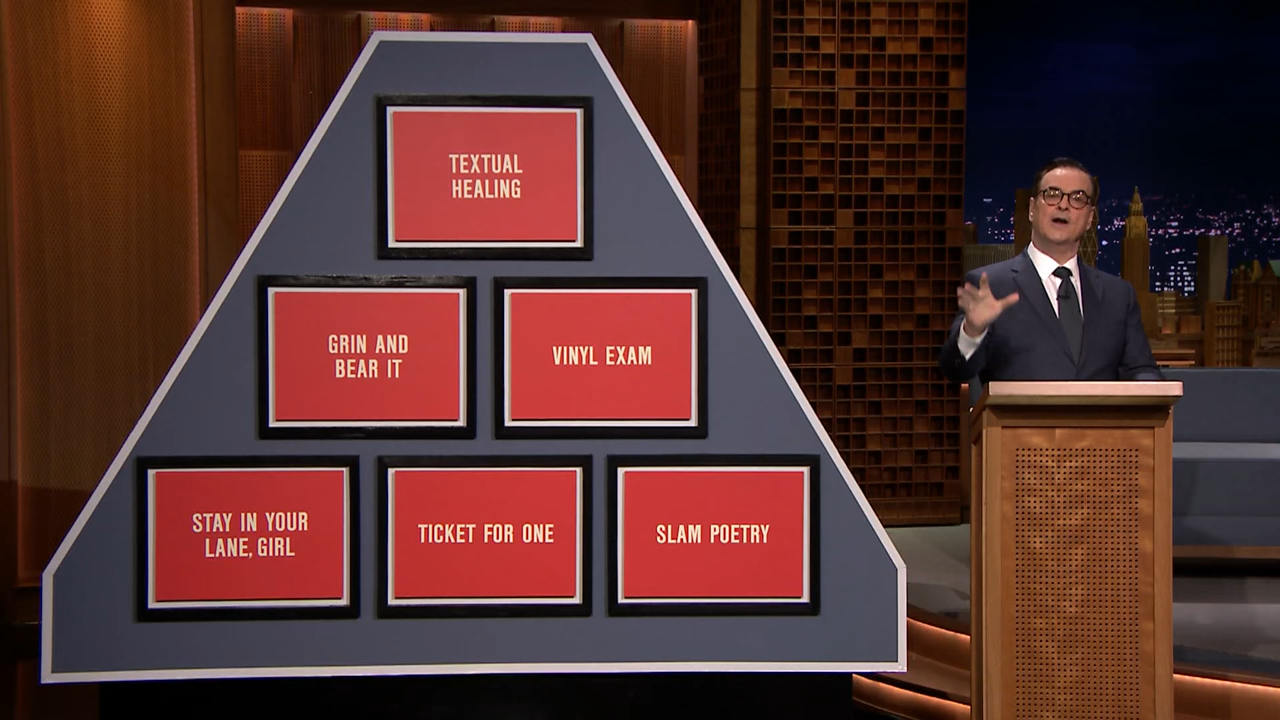 TEXTUAL
HEALING
GRIN AND
BEAR IT
VINYL EXAM
STAY IN YOUR
LANE, GIRL
TICKET FOR ONE
SLAM POETRY